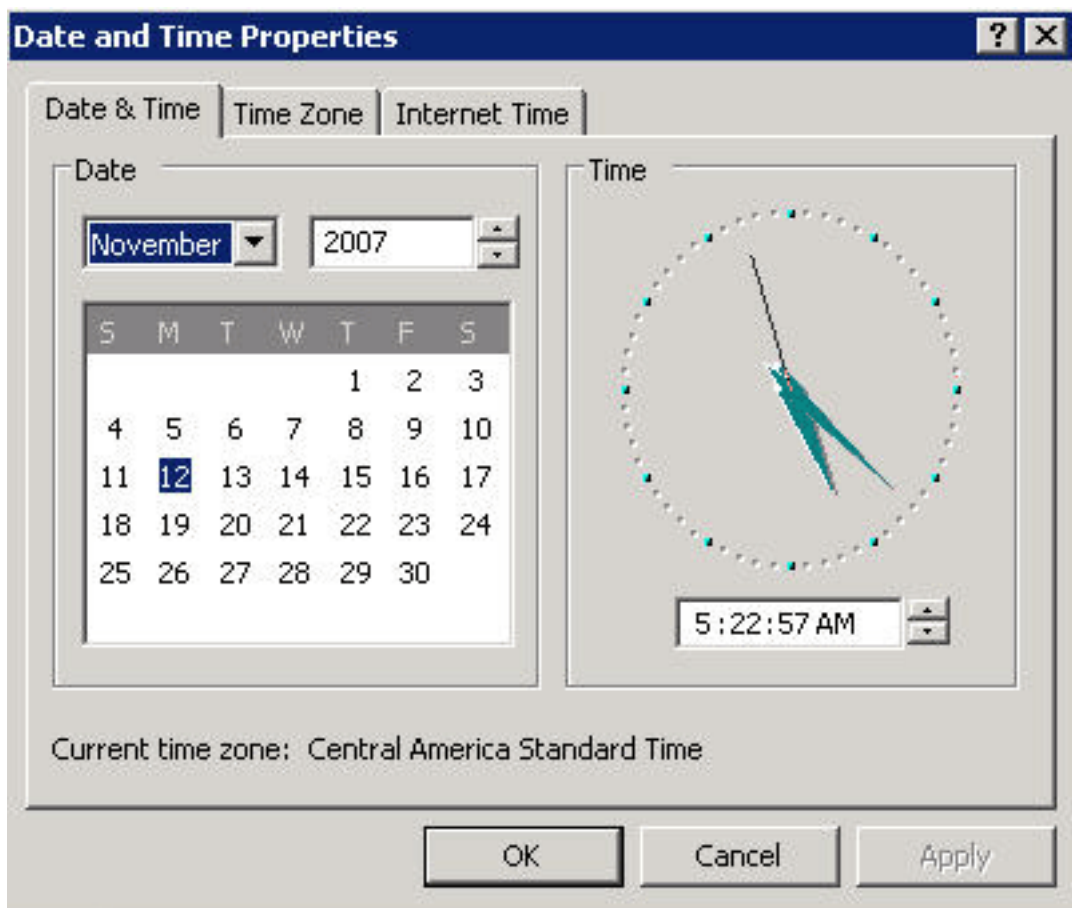 Date and Time Properties
Date & Time Time Zone Internet Time
Date
November 2007
S M T W T F S
1 2 3
4 5 6 7 8 9 10
11 12 13 14 15 16 17
18 19 20 21 22 23 24
25 26 27 28 29 30
Time
5:22:57 AM
Current time zone: Central America Standard Time
OK Cancel Apply